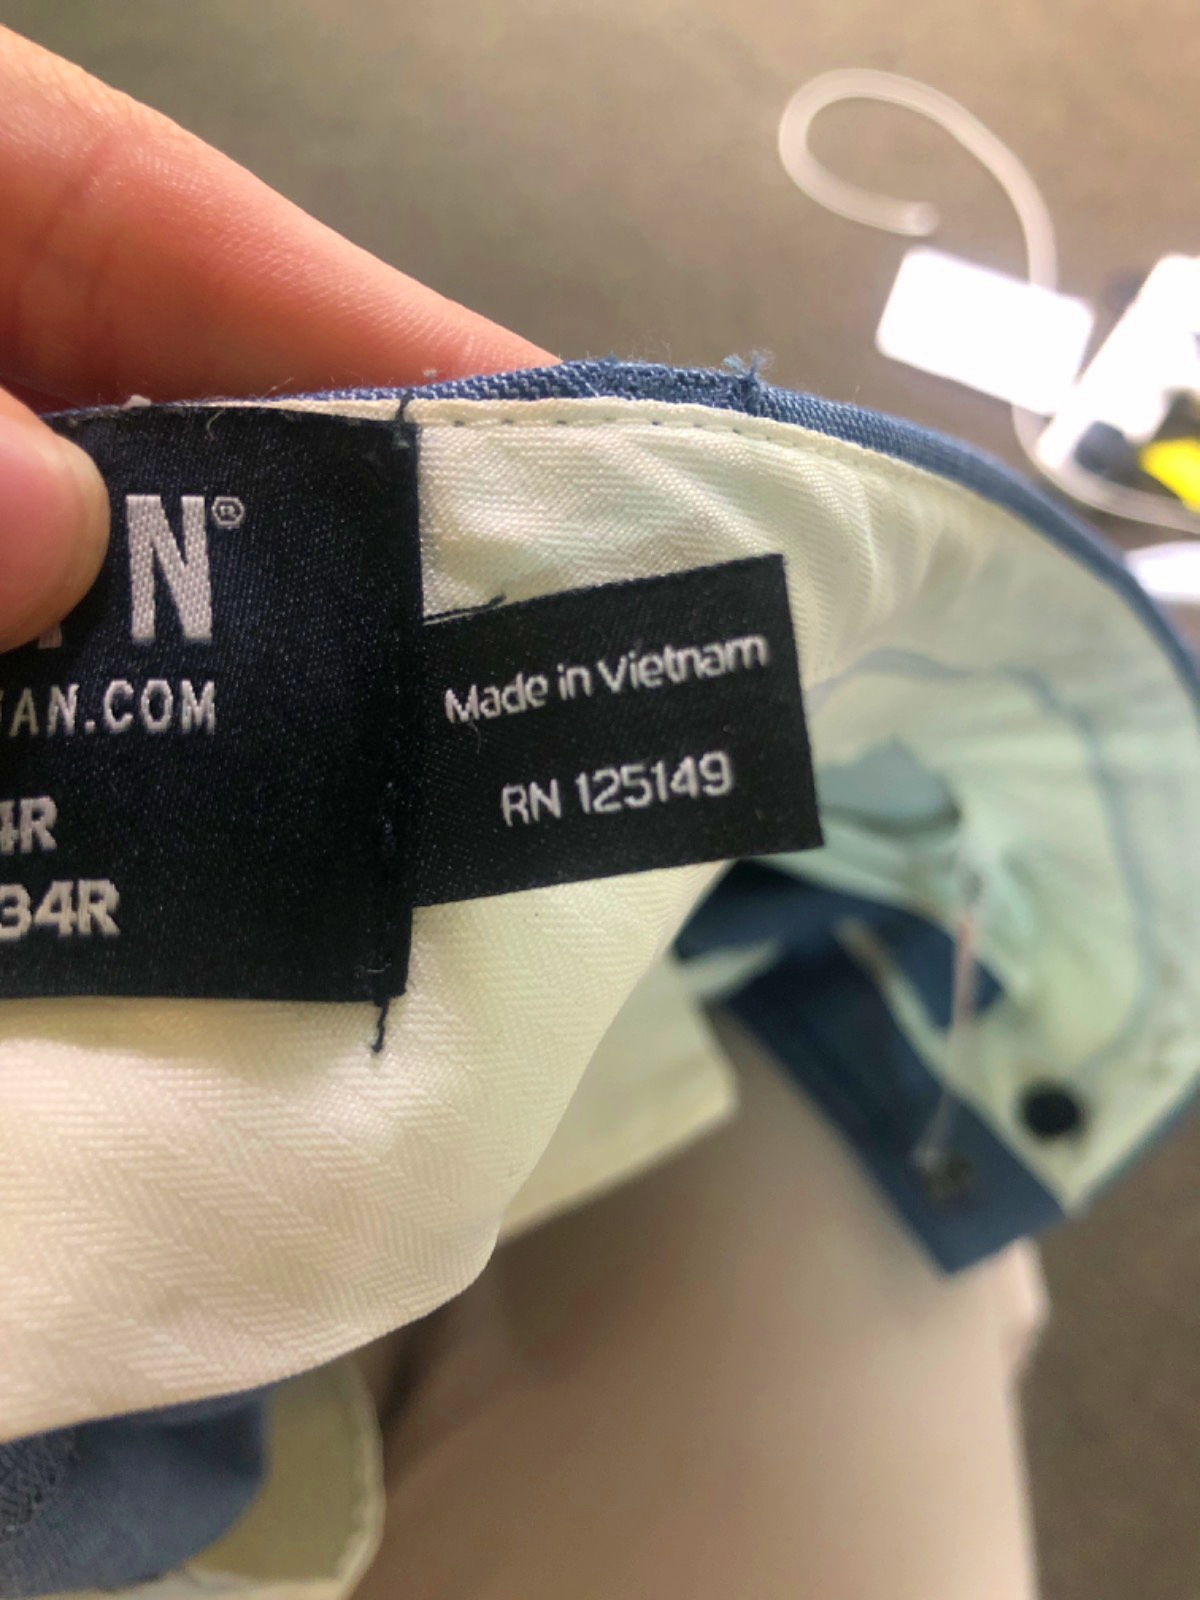 N®
AN.COM
4R
34R
Made in Vietnam
RN 125149